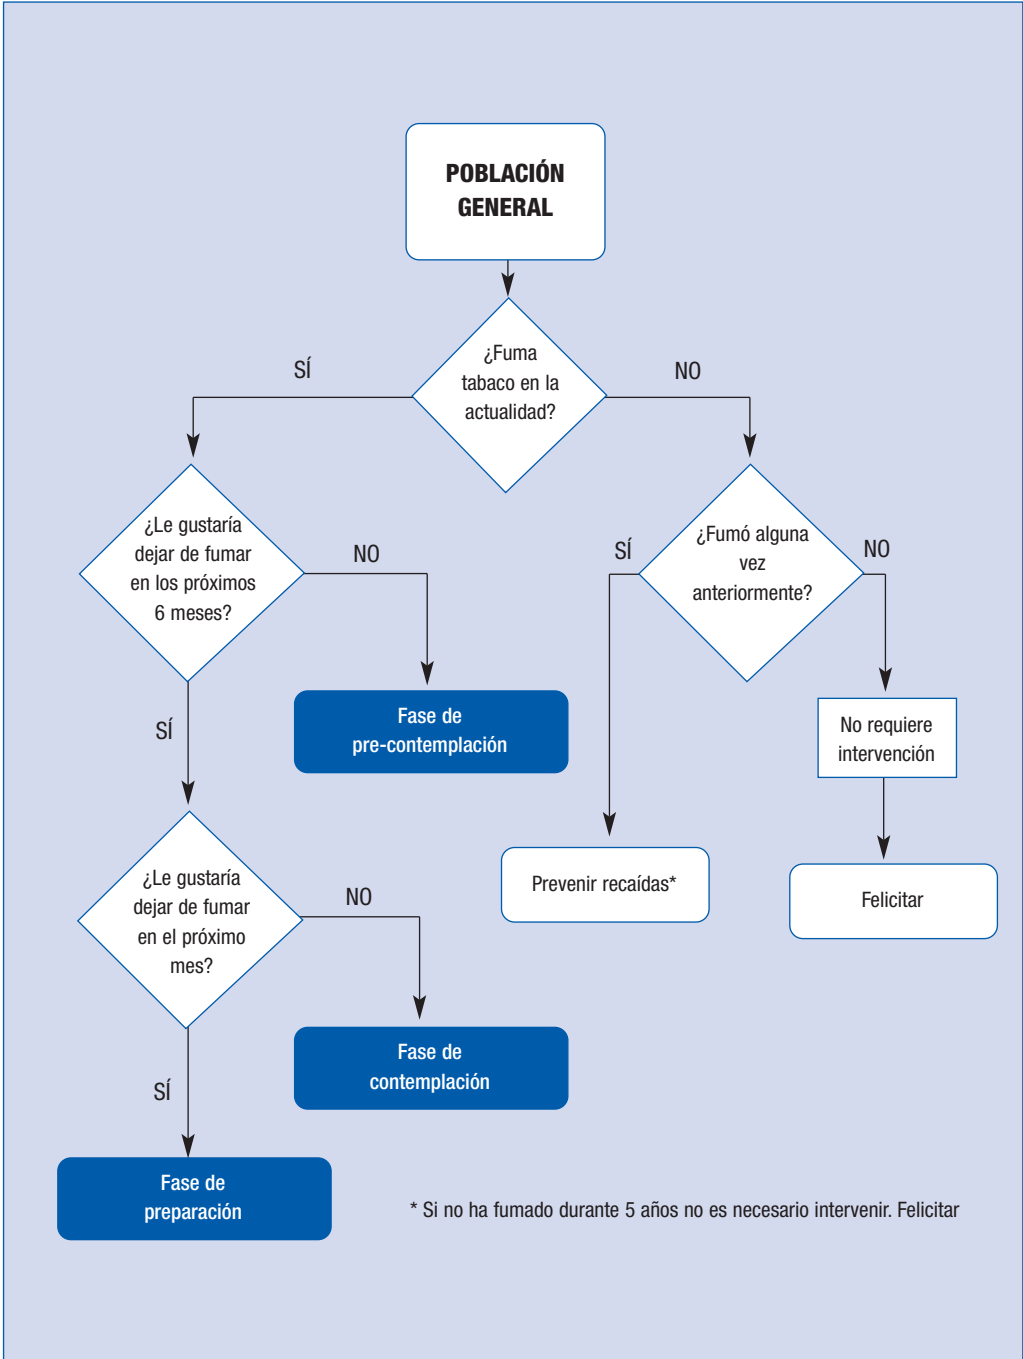 POBLACIÓN
GENERAL
¿Fuma
tabaco en la
actualidad?
SÍ
NO
¿Le gustaría
dejar de fumar
en los próximos
6 meses?
NO
SÍ
¿Fumó alguna
vez
anteriormente?
SÍ
NO
Fase de
pre-contemplación
No requiere
intervención
¿Le gustaría
dejar de fumar
en el próximo
mes?
NO
SÍ
Prevenir recaídas*
Felicitar
Fase de
contemplación
Fase de
preparación
* Si no ha fumado durante 5 años no es necesario intervenir. Felicitar